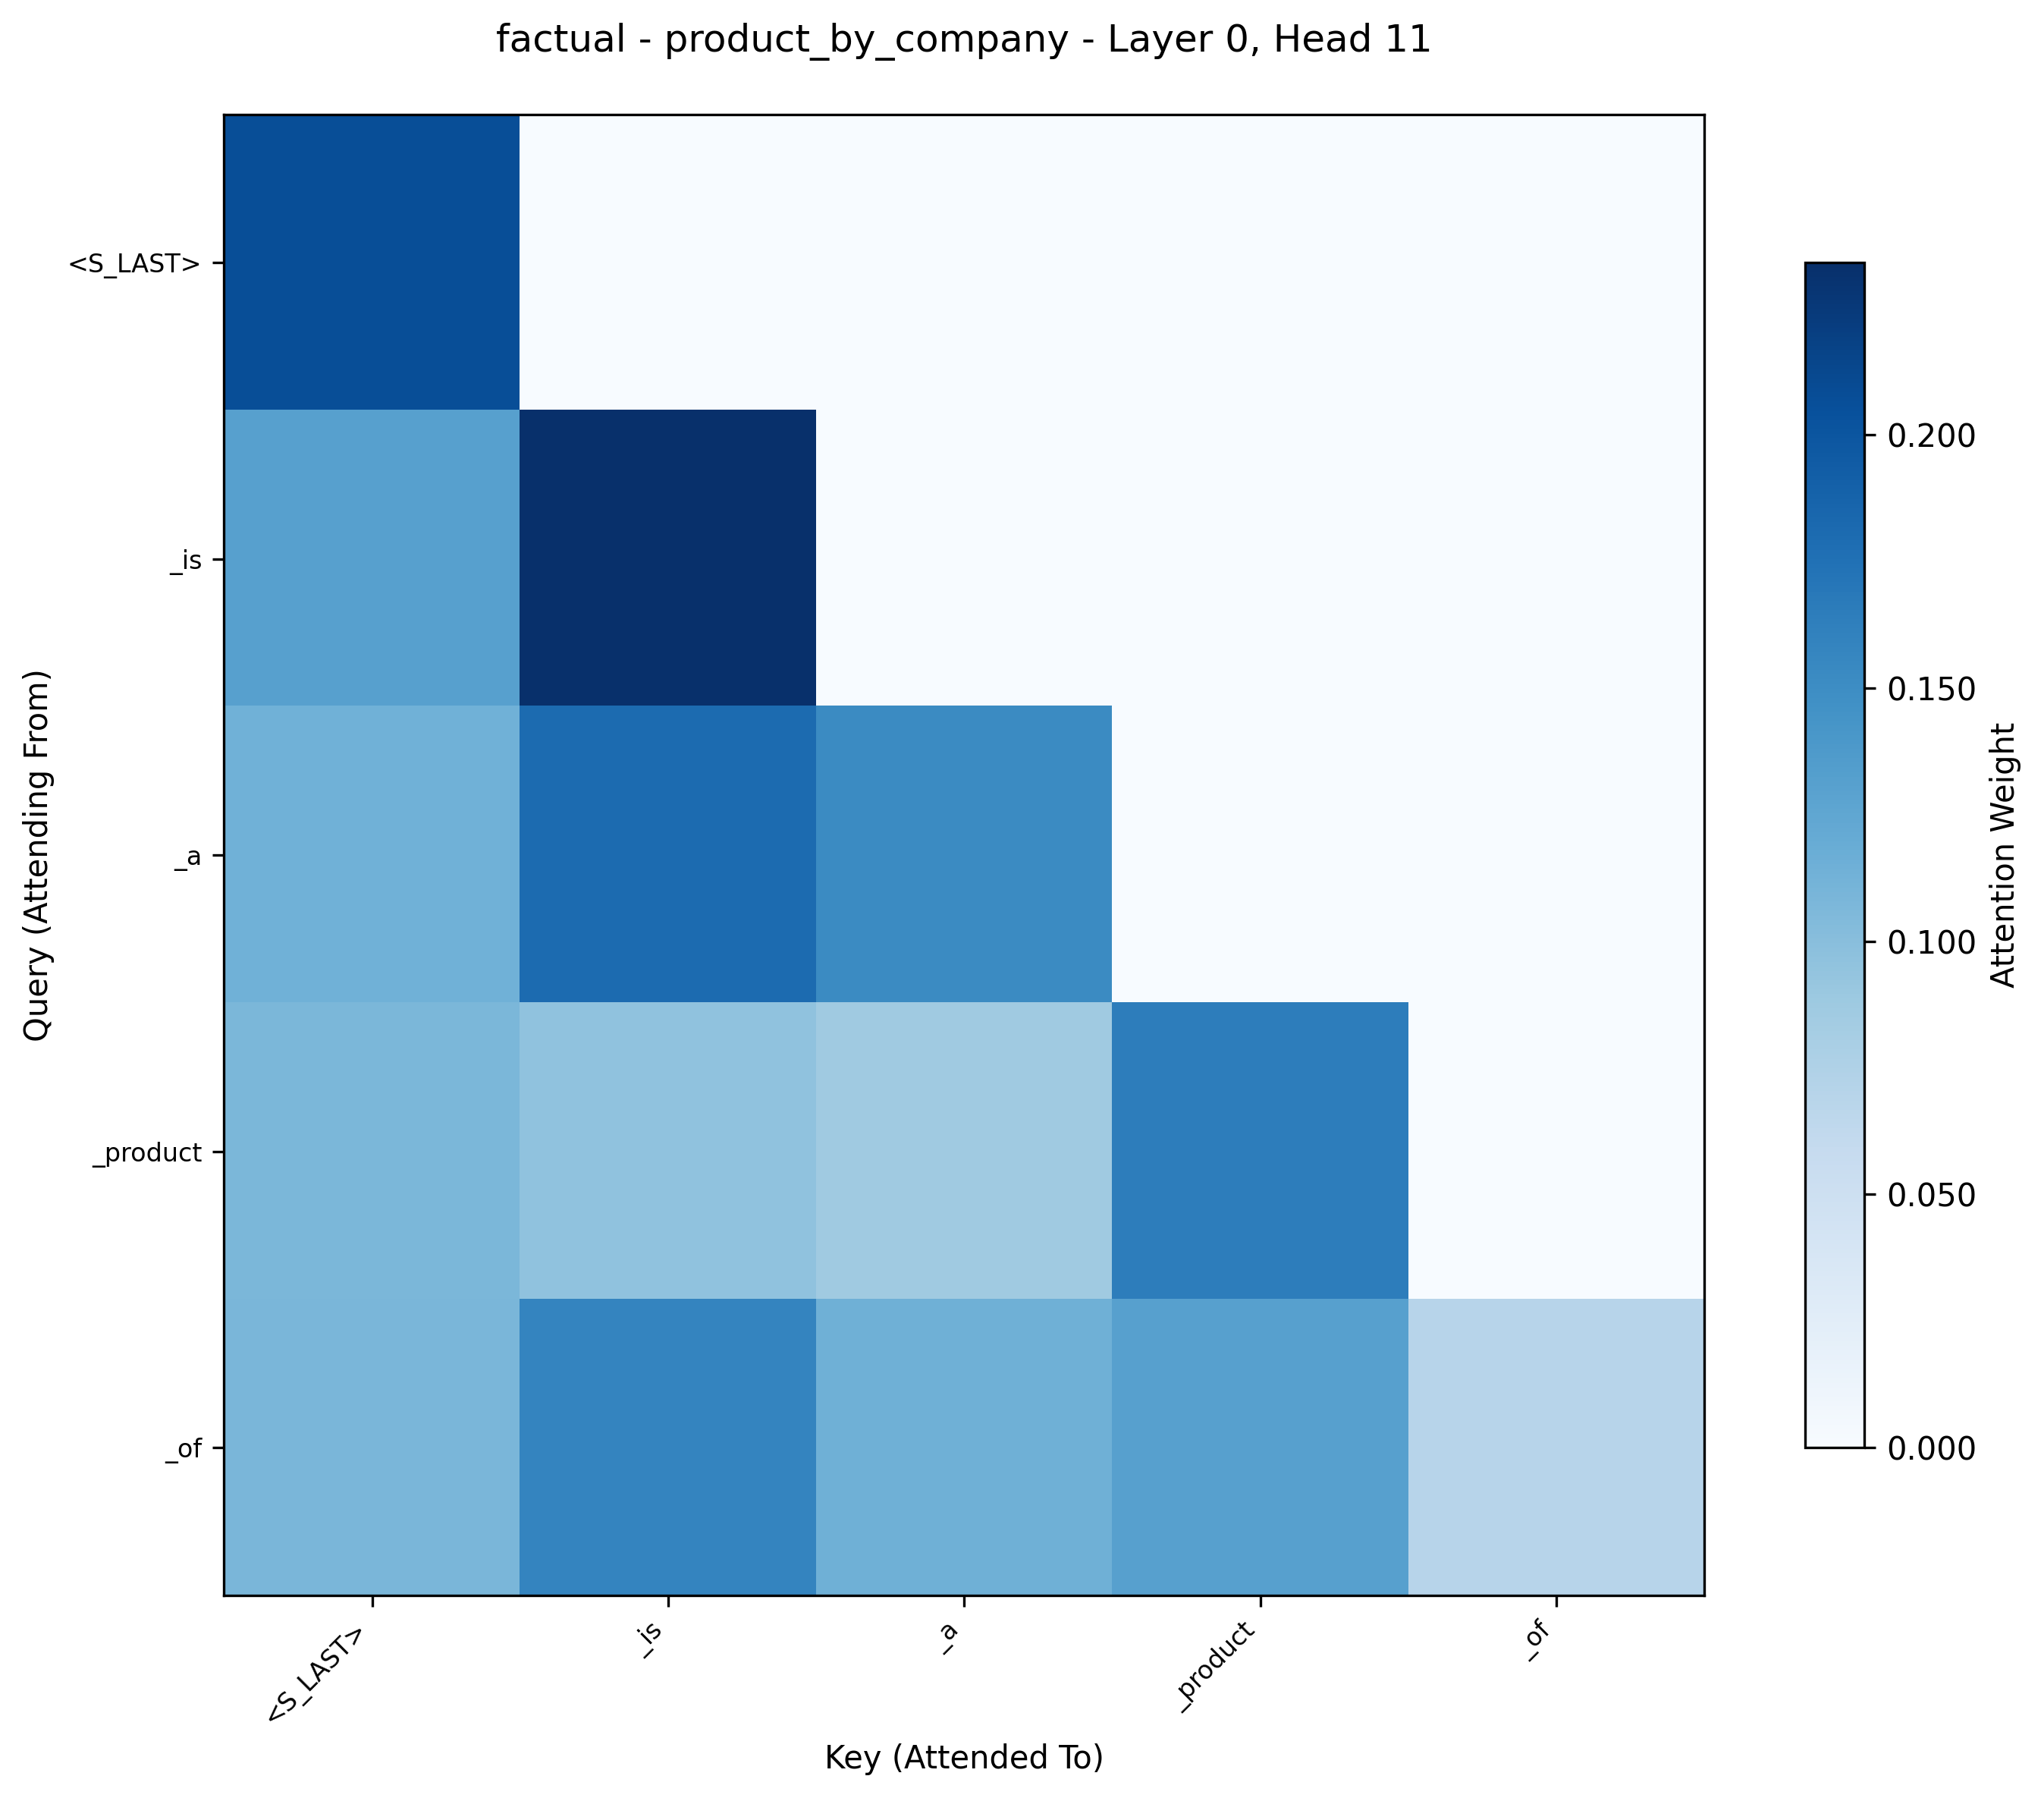 factual - product_by_company - Layer 0, Head 11
Query (Attending From)
<S_LAST>
_is
_a
_product
_of
<S_LAST>
_is
_a
_product
_of
Key (Attended To)
0.200
0.150
0.100
0.050
0.000
Attention Weight